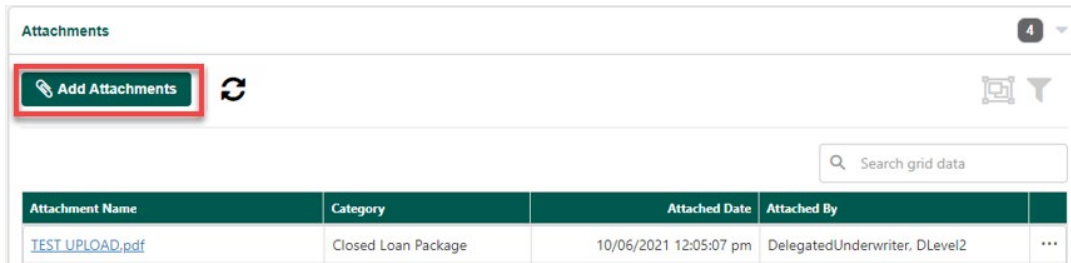 Attachments 4
Add Attachments
Search grid data
Attachment Name Category Attached Date Attached By
TEST UPLOAD.pdf Closed Loan Package 10/06/2021 12:05:07 pm DelegatedUnderwriter, DLevel2 ...